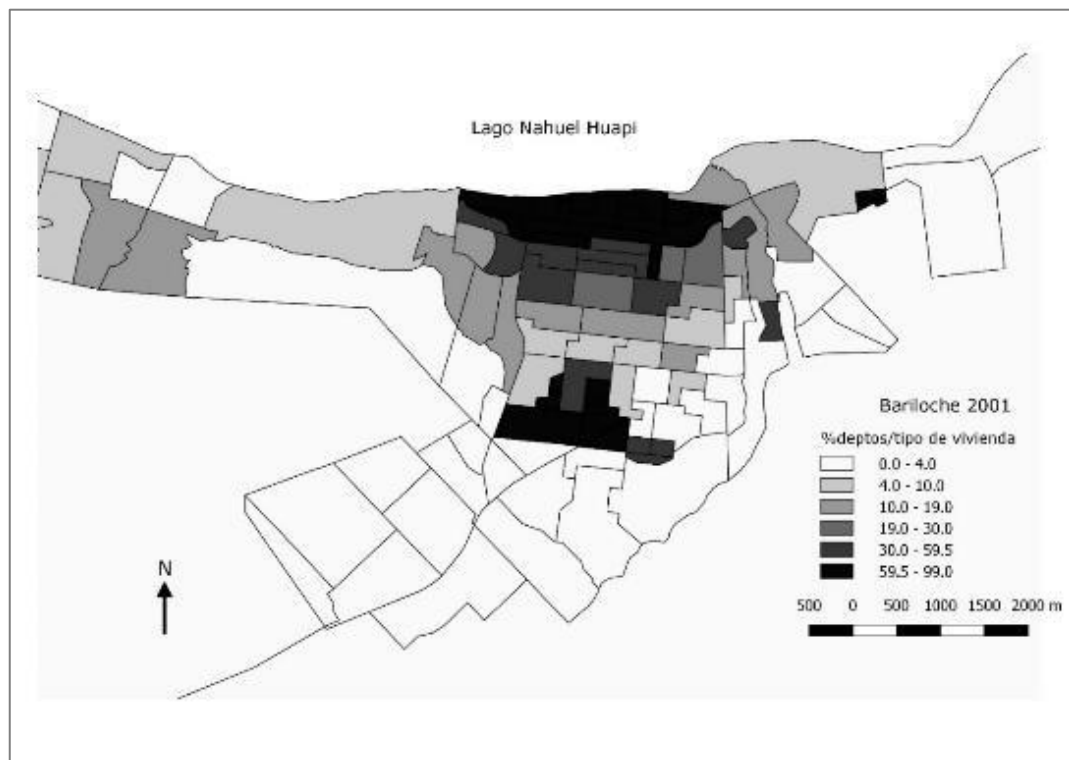 Lago Nahuel Huapi
Bariloche 2001
%deptos/tipo de vivienda
0.0 - 4.0
4.0 - 10.0
10.0 - 19.0
19.0 - 30.0
30.0 - 59.5
59.5 - 99.0
N
500 0 500 1000 1500 2000 m